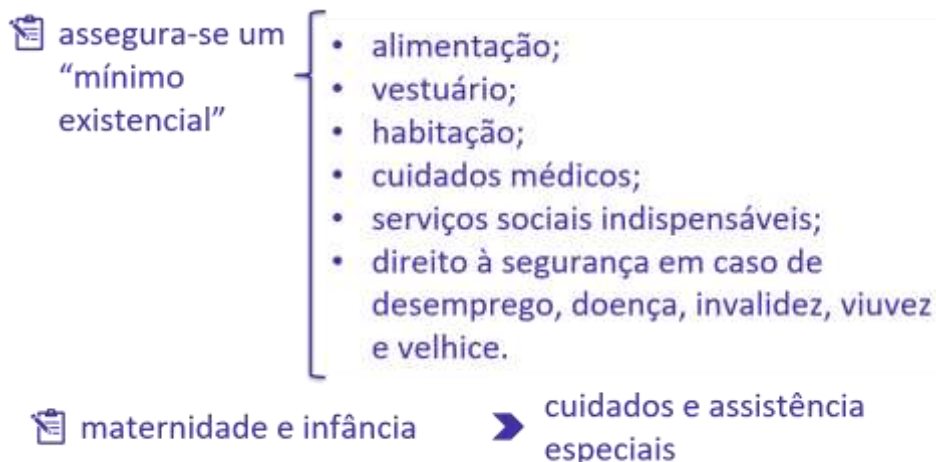 assegura-se um
“mínimo
existencial”
• alimentação;
• vestuário;
• habitação;
• cuidados médicos;
• serviços sociais indispensáveis;
• direito à segurança em caso de
desemprego, doença, invalidez, viuvez
e velhice.
maternidade e infância
cuidados e assistência
especiais